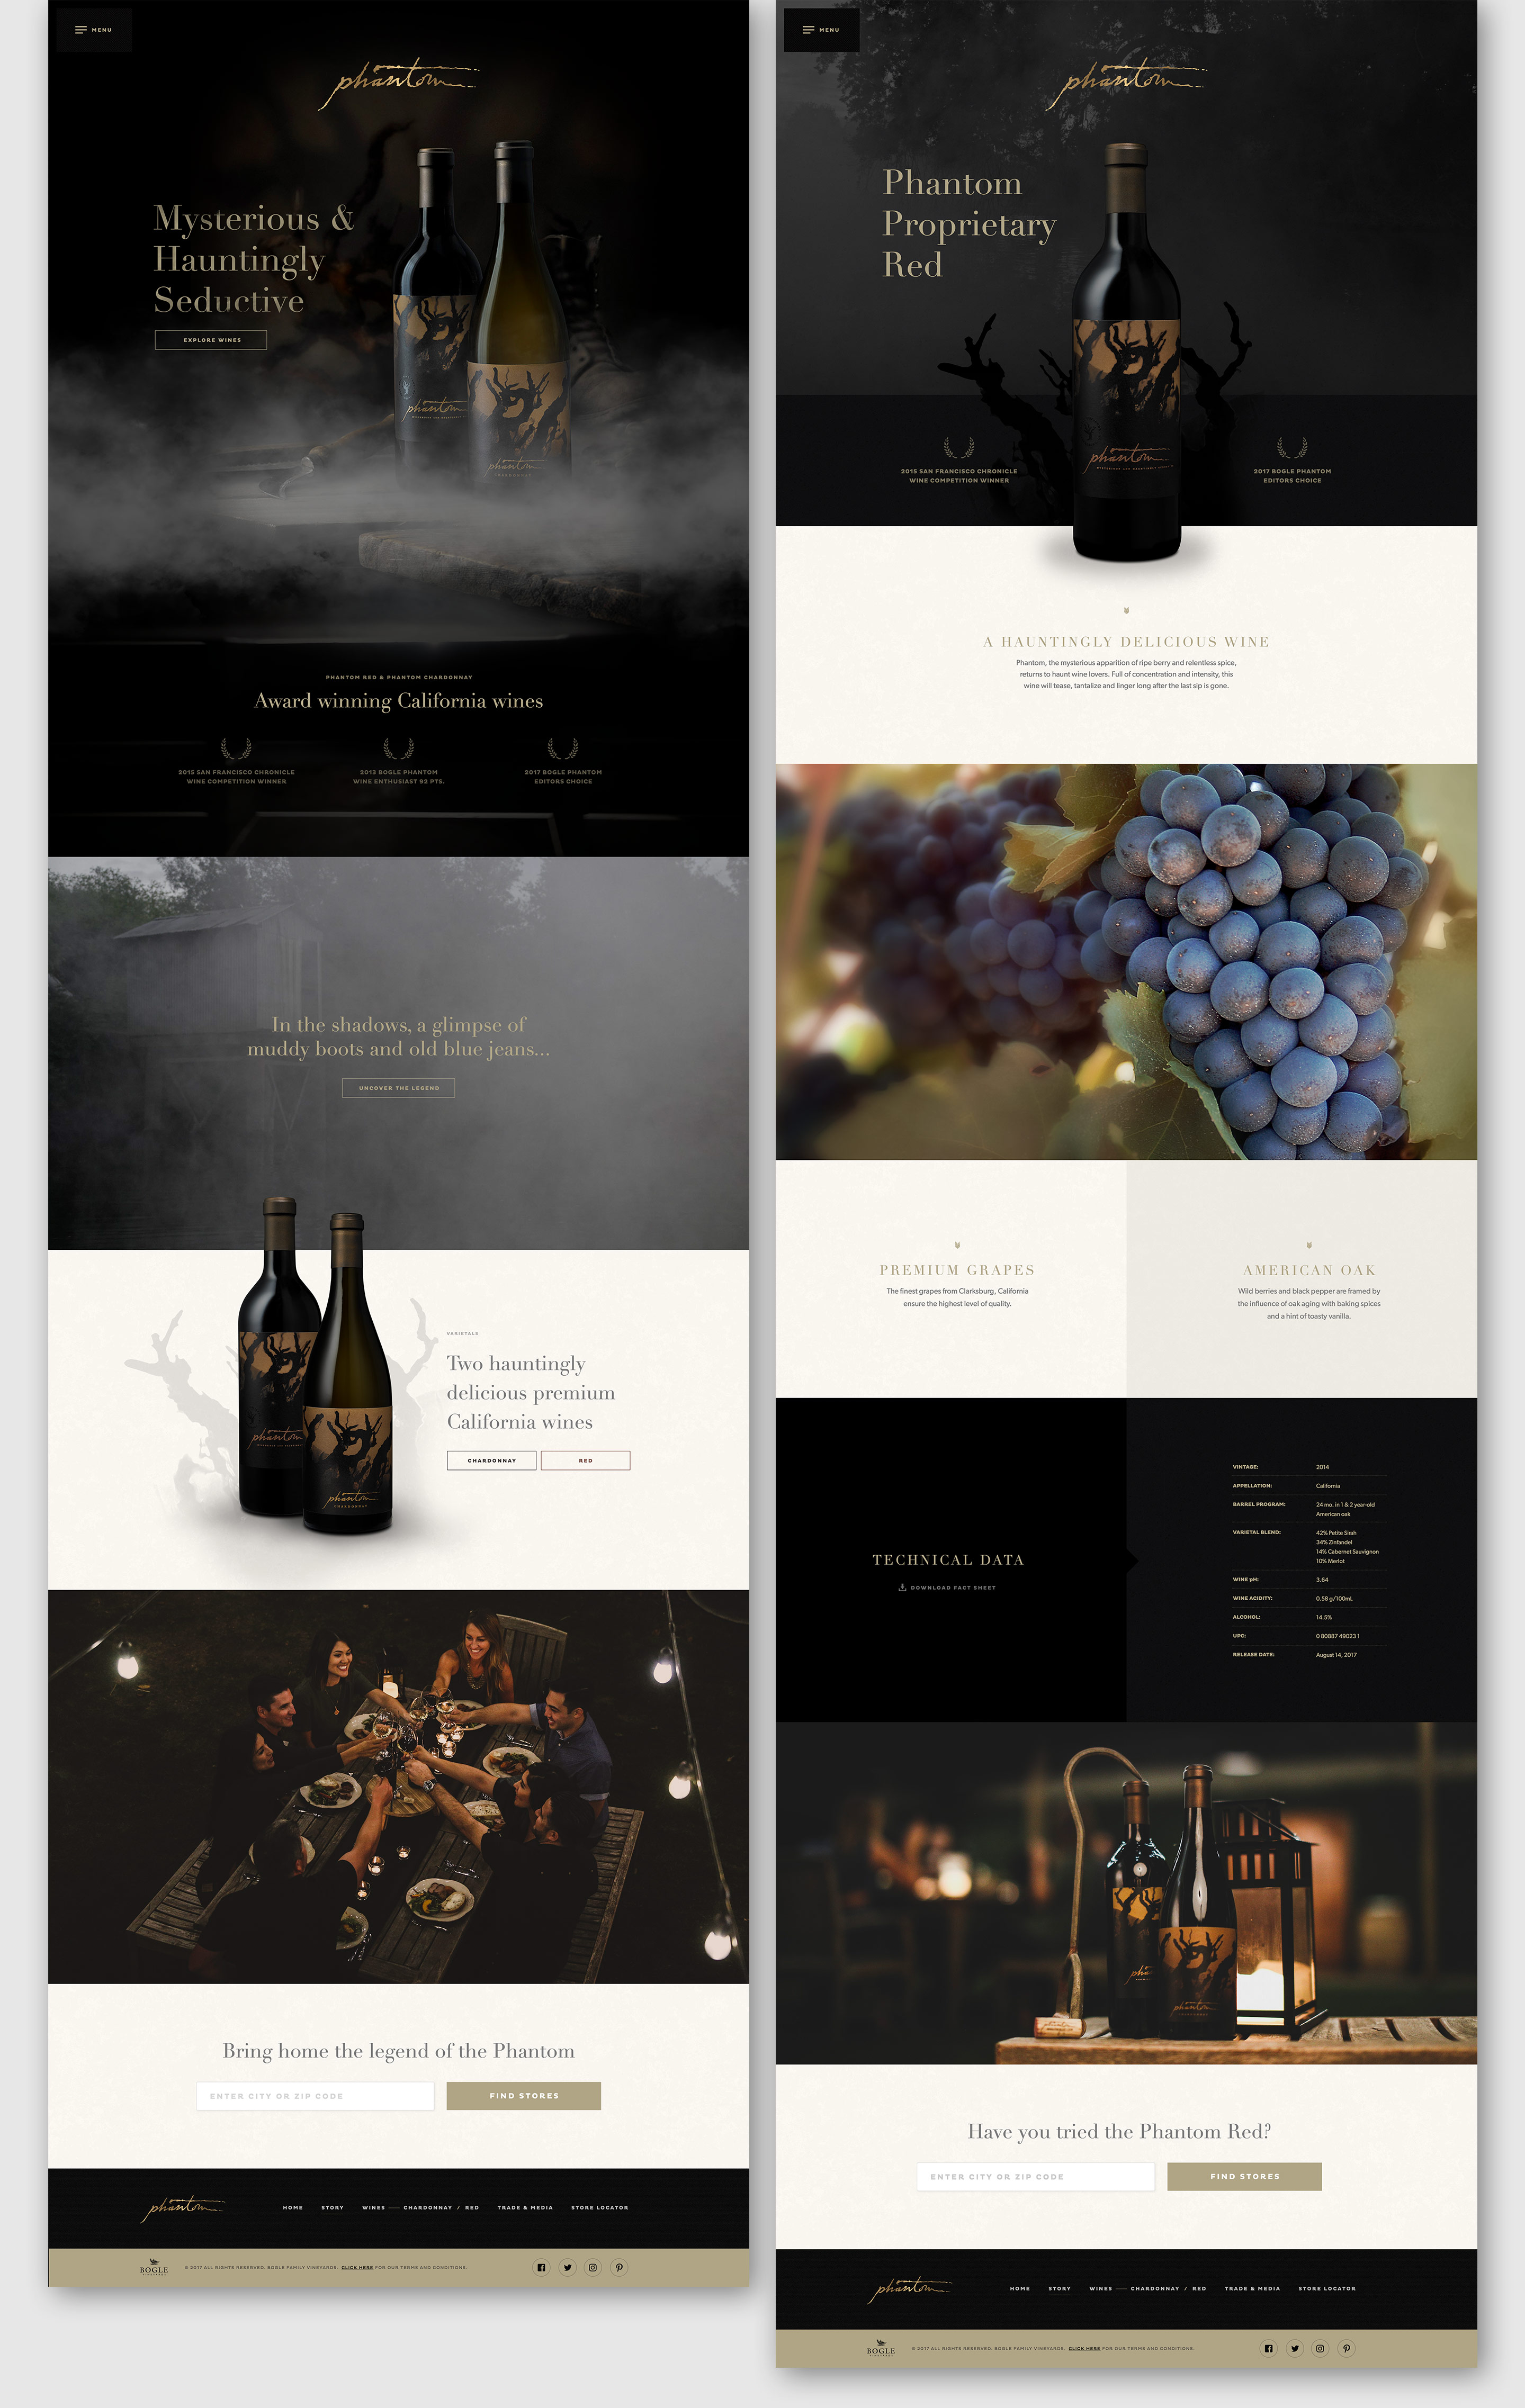 MENU
phantom
Mysterious &
Hauntingly
Seductive
EXPLORE WINES
phantom
phantom
CHARDONNAY
PHANTOM RED & PHANTOM CHARDONNAY
Award winning California wines
2015 SAN FRANCISCO CHRONICLE
WINE COMPETITION WINNER
2013 BOGLE PHANTOM
WINE ENTHUSIAST 92 PTS.
2017 BOGLE PHANTOM
EDITORS CHOICE
In the shadows, a glimpse of
muddy boots and old blue jeans...
UNCOVER THE LEGEND
VARIETALS
Two hauntingly
delicious premium
California wines
CHARDONNAY
RED
phantom
phantom
CHARDONNAY
Bring home the legend of the Phantom
ENTER CITY OR ZIP CODE
FIND STORES
phantom
HOME STORY WINES — CHARDONNAY / RED TRADE & MEDIA STORE LOCATOR
BOGLE
VINEYARDS
© 2017 ALL RIGHTS RESERVED. BOGLE FAMILY VINEYARDS. CLICK HERE FOR OUR TERMS AND CONDITIONS.
MENU
phantom
Phantom
Proprietary
Red
phantom
2015 SAN FRANCISCO CHRONICLE
WINE COMPETITION WINNER
2017 BOGLE PHANTOM
EDITORS CHOICE
A HAUNTINGLY DELICIOUS WINE
Phantom, the mysterious apparition of ripe berry and relentless spice,
returns to haunt wine lovers. Full of concentration and intensity, this
wine will tease, tantalize and linger long after the last sip is gone.
PREMIUM GRAPES
The finest grapes from Clarksburg, California
ensure the highest level of quality.
AMERICAN OAK
Wild berries and black pepper are framed by
the influence of oak aging with baking spices
and a hint of toasty vanilla.
TECHNICAL DATA
DOWNLOAD FACT SHEET
VINTAGE: 2014
APPELLATION: California
BARREL PROGRAM: 24 mo. in 1 & 2 year-old
American oak
VARIETAL BLEND: 42% Petite Sirah
34% Zinfandel
14% Cabernet Sauvignon
10% Merlot
WINE pH: 3.64
WINE ACIDITY: 0.58 g/100mL
ALCOHOL: 14.5%
UPC: 0 80887 49023 1
RELEASE DATE: August 14, 2017
phantom
Have you tried the Phantom Red?
ENTER CITY OR ZIP CODE
FIND STORES
phantom
HOME STORY WINES — CHARDONNAY / RED TRADE & MEDIA STORE LOCATOR
BOGLE
VINEYARDS
© 2017 ALL RIGHTS RESERVED. BOGLE FAMILY VINEYARDS. CLICK HERE FOR OUR TERMS AND CONDITIONS.